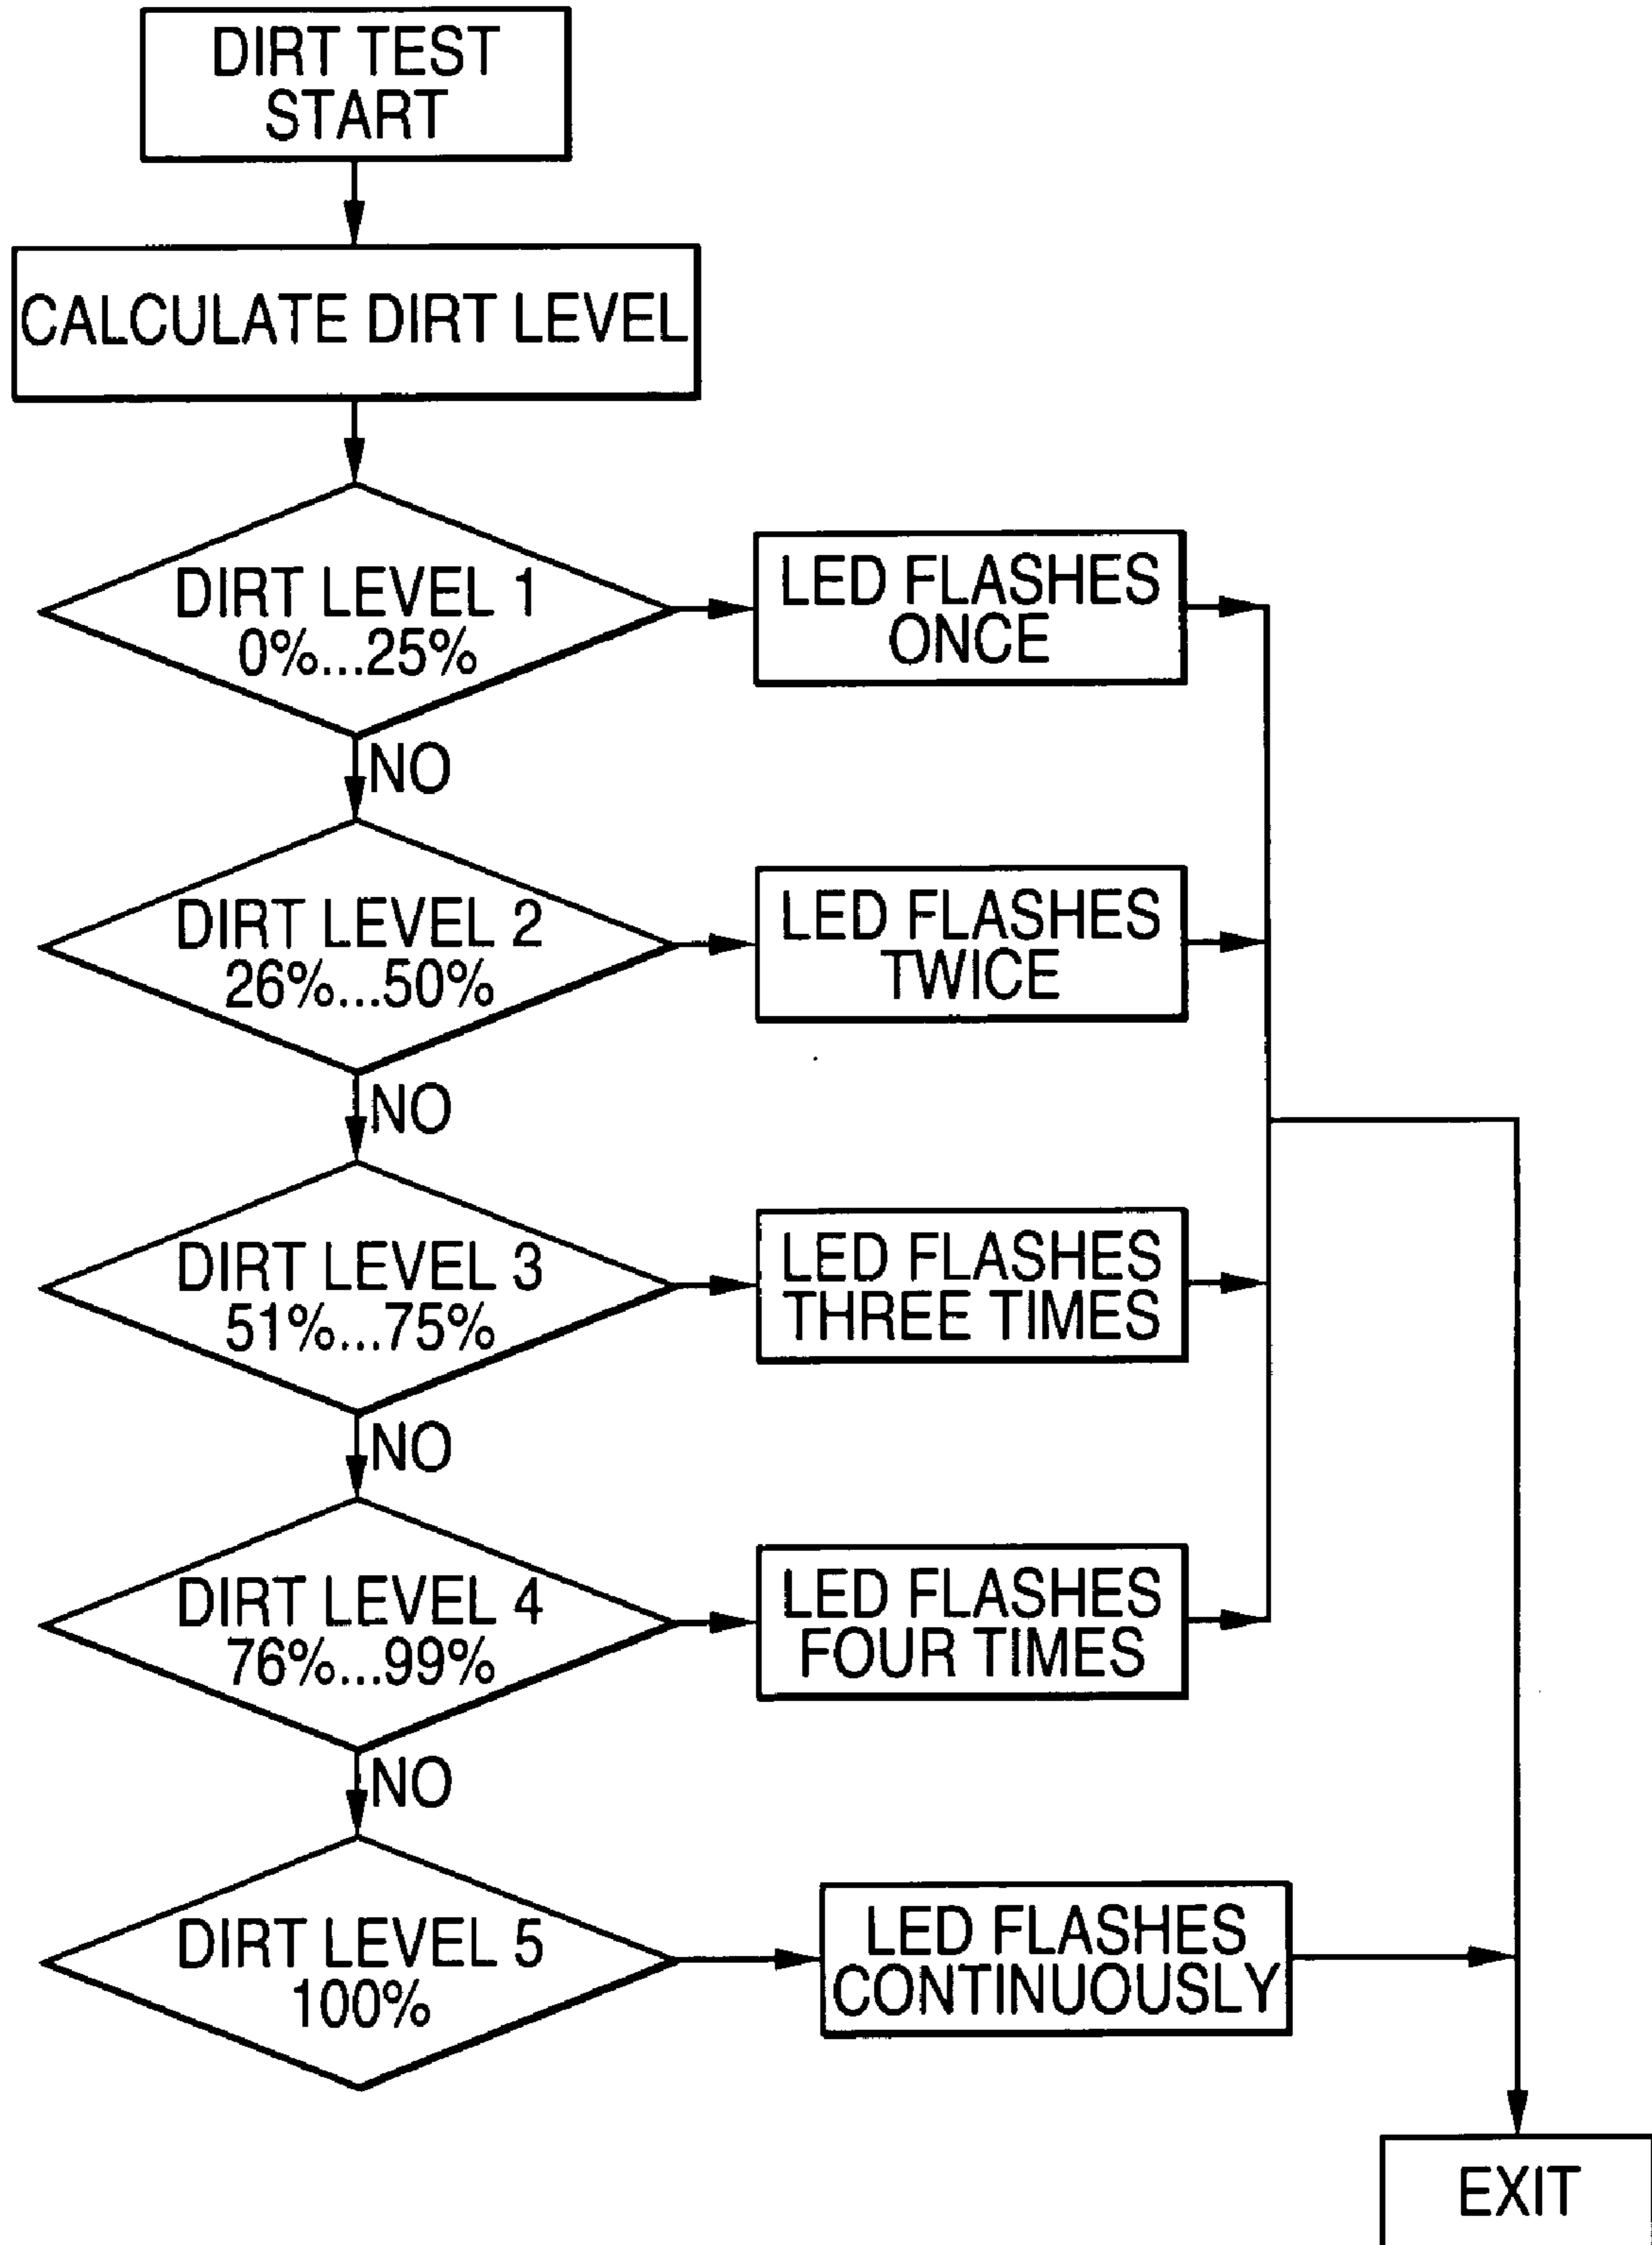 DIRT TEST
START
CALCULATE DIRT LEVEL
DIRT LEVEL 1
0%...25%
LED FLASHES
ONCE
NO
DIRT LEVEL 2
26%...50%
LED FLASHES
TWICE
NO
DIRT LEVEL 3
51%...75%
LED FLASHES
THREE TIMES
NO
DIRT LEVEL 4
76%...99%
LED FLASHES
FOUR TIMES
NO
DIRT LEVEL 5
100%
LED FLASHES
CONTINUOUSLY
EXIT